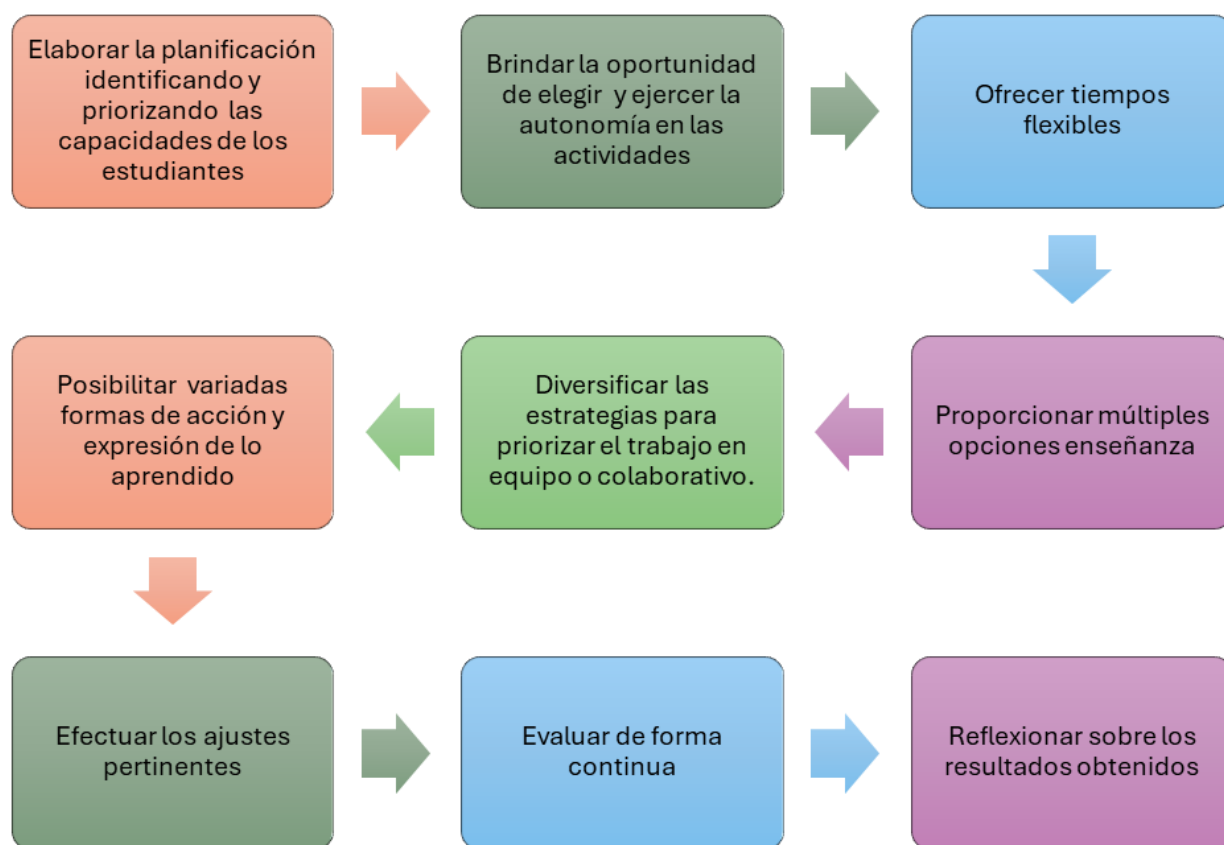 Elaborar la planificación
identificando y
priorizando las
capacidades de los
estudiantes
Brindar la oportunidad
de elegir y ejercer la
autonomía en las
actividades
Ofrecer tiempos
flexibles
Proporcionar múltiples
opciones enseñanza
Diversificar las
estrategias para
priorizar el trabajo en
equipo o colaborativo.
Posibilitar variadas
formas de acción y
expresión de lo
aprendido
Efectuar los ajustes
pertinentes
Evaluar de forma
continua
Reflexionar sobre los
resultados obtenidos